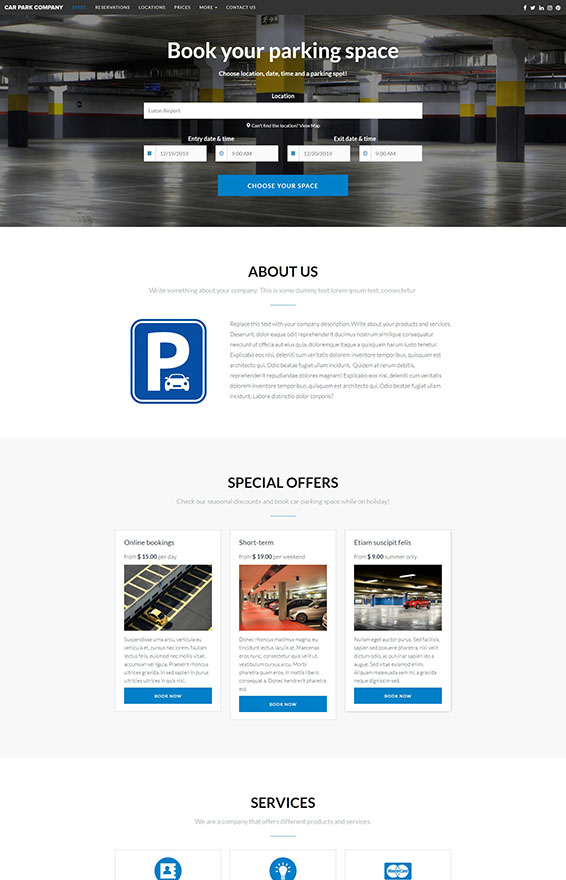 CAR PARK COMPANY START RESERVATIONS LOCATIONS PRICES MORE CONTACT US
Book your parking space
Choose location, date, time and a parking sppt!
Location
Luton Airport
Can't find the location? View Map
Entry date & time Exit date & time
12/19/2019 9:00 AM 12/20/2019 9:00 AM
CHOOSE YOUR SPACE
ABOUT US
Write something about your company. This is some dummy text lorem ipsum text, consectetur
P
Replace this text with your company description. Write about your products and services.
Deserunt, dolor eaque odit reprehenderit ducimus nostrum similique consequatur
nesciunt ut officia aut eius quia, doloremque itaque a quisquam harum iusto tenetur.
Explicabo eos nisi, deleniti cum veritatis dolorem inventore temporibus, quisquam est
architecto qui. Odio beatae fugiat ullam incidunt. Quidem at rerum debitis,
reprehenderit repudiandae dolores magnam! Explicabo eos nisi, deleniti cum veritatis
dolorem inventore temporibus, quisquam est architecto qui. Odio beatae fugiat ullam
incidunt. Labore distinctio dolor corporis?
SPECIAL OFFERS
Check our seasonal discounts and book car parking space while on holiday!
Online bookings
from $ 15.00 per day
Suspendisse urna arcu, vehicula eu
vehicula et, cursus nec lorem. Nullam
lectus felis, euismod nec mollis vitae,
accumsan vel ligula. Praesent rhoncus
ultrices gravida. In sed sapien in purus
ultricies ultrices in quis nisi.
BOOK NOW
Short-term
from $ 19.00 per weekend
Donec rhoncus maximus magna, eu
tincidunt lectus iaculis at. Maecenas
eros nunc, consectetur quis velit ut,
vestibulum cursus arcu. Morbi
pharetra quam eros. In mattis libero
consequat a. Donec hendrerit pharetra
est.
BOOK NOW
Etiam suscipit felis
from $ 9.00 summer only
Nullam eget auctor purus. Sed facilisis,
sapien sed posuere pharetra, nisl velit
dictum odio, ac pulvinar sapien leo a
augue. Sed vitae euismod enim.
Aliquam malesuada sem mi, a gravida
neque dignissim sed.
BOOK NOW
SERVICES
We are a company that offers different products and services.
MasterCard